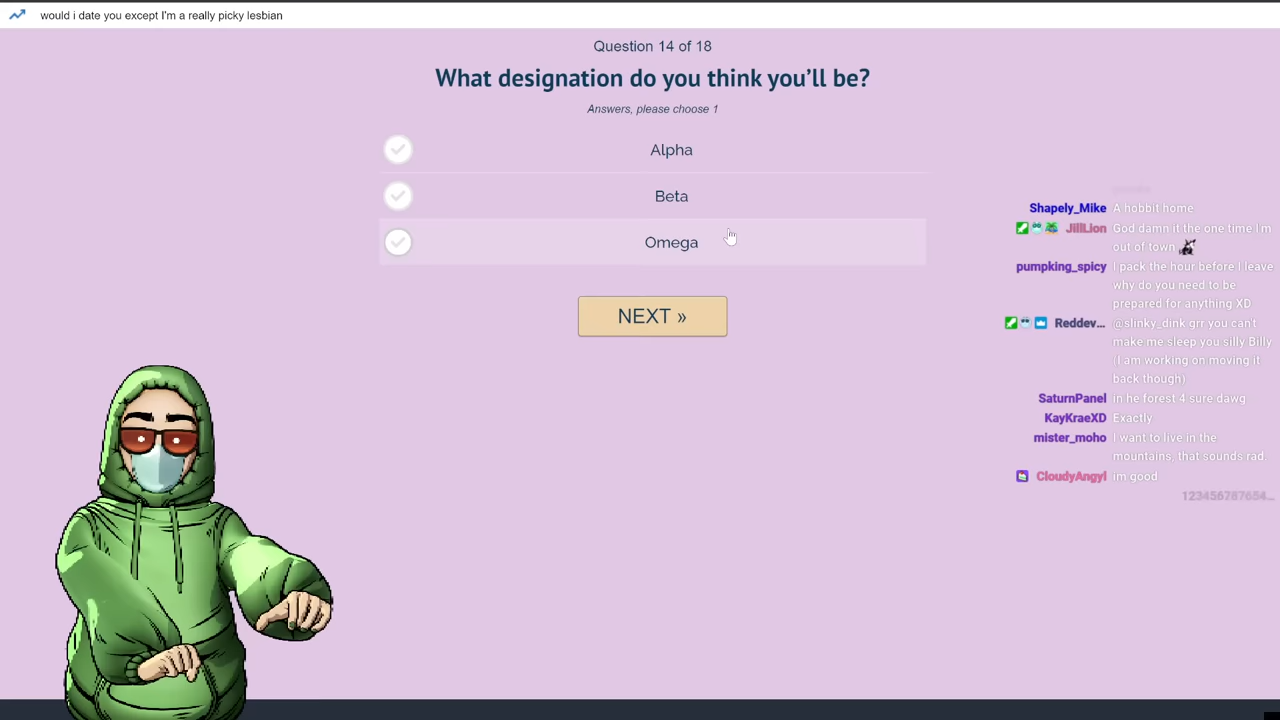 would i date you except I'm a really picky lesbian
Question 14 of 18
What designation do you think you'll be?
Answers, please choose 1
Alpha
Beta
Omega
NEXT »
Shapely_Mike A hobbit home
JillLion God damn it the one time I'm
out of town
pumpking_spicy I pack the hour before I leave
why do you need to be
prepared for anything XD
Reddev... @slinky_dink grr you can't
make me sleep you silly Billy
(I am working on moving it
back though)
SaturnPanel in he forest 4 sure dawg
KayKraeXD Exactly
mister_moho I want to live in the
mountains, that sounds rad.
CloudyAngyl im good
123456787654...